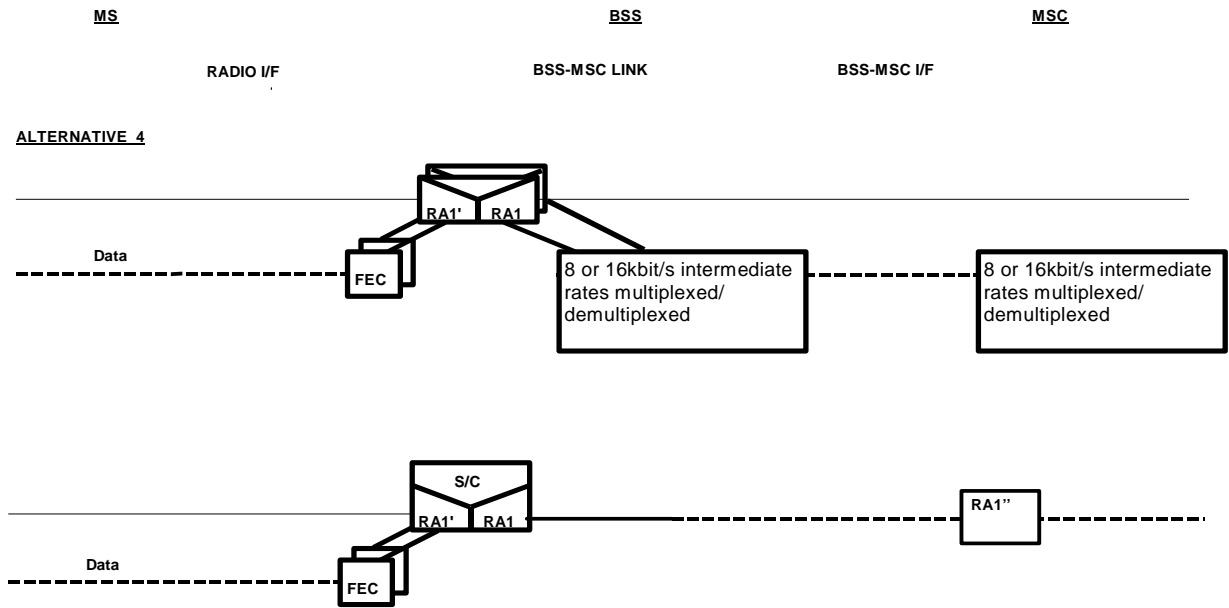 MS BSS MSC
RADIO I/F BSS-MSC LINK BSS-MSC I/F
ALTERNATIVE 4
RA1' RA1
Data
FEC
8 or 16kbit/s intermediate
rates multiplexed/
demultiplexed
8 or 16kbit/s intermediate
rates multiplexed/
demultiplexed
S/C
RA1' RA1
RA1’’
Data
FEC